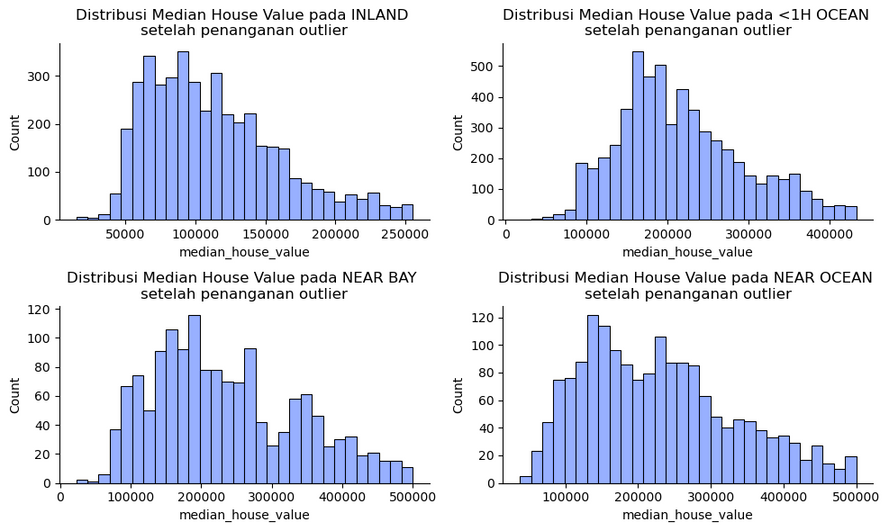 Distribusi Median House Value pada INLAND
setelah penanganan outlier
Count
300
200
100
0
50000 100000 150000 200000 250000
median_house_value
Distribusi Median House Value pada <1H OCEAN
setelah penanganan outlier
Count
500
400
300
200
100
0
0 100000 200000 300000 400000
median_house_value
Distribusi Median House Value pada NEAR BAY
setelah penanganan outlier
Count
120
100
80
60
40
20
0
0 100000 200000 300000 400000 500000
median_house_value
Distribusi Median House Value pada NEAR OCEAN
setelah penanganan outlier
Count
120
100
80
60
40
20
0
100000 200000 300000 400000 500000
median_house_value